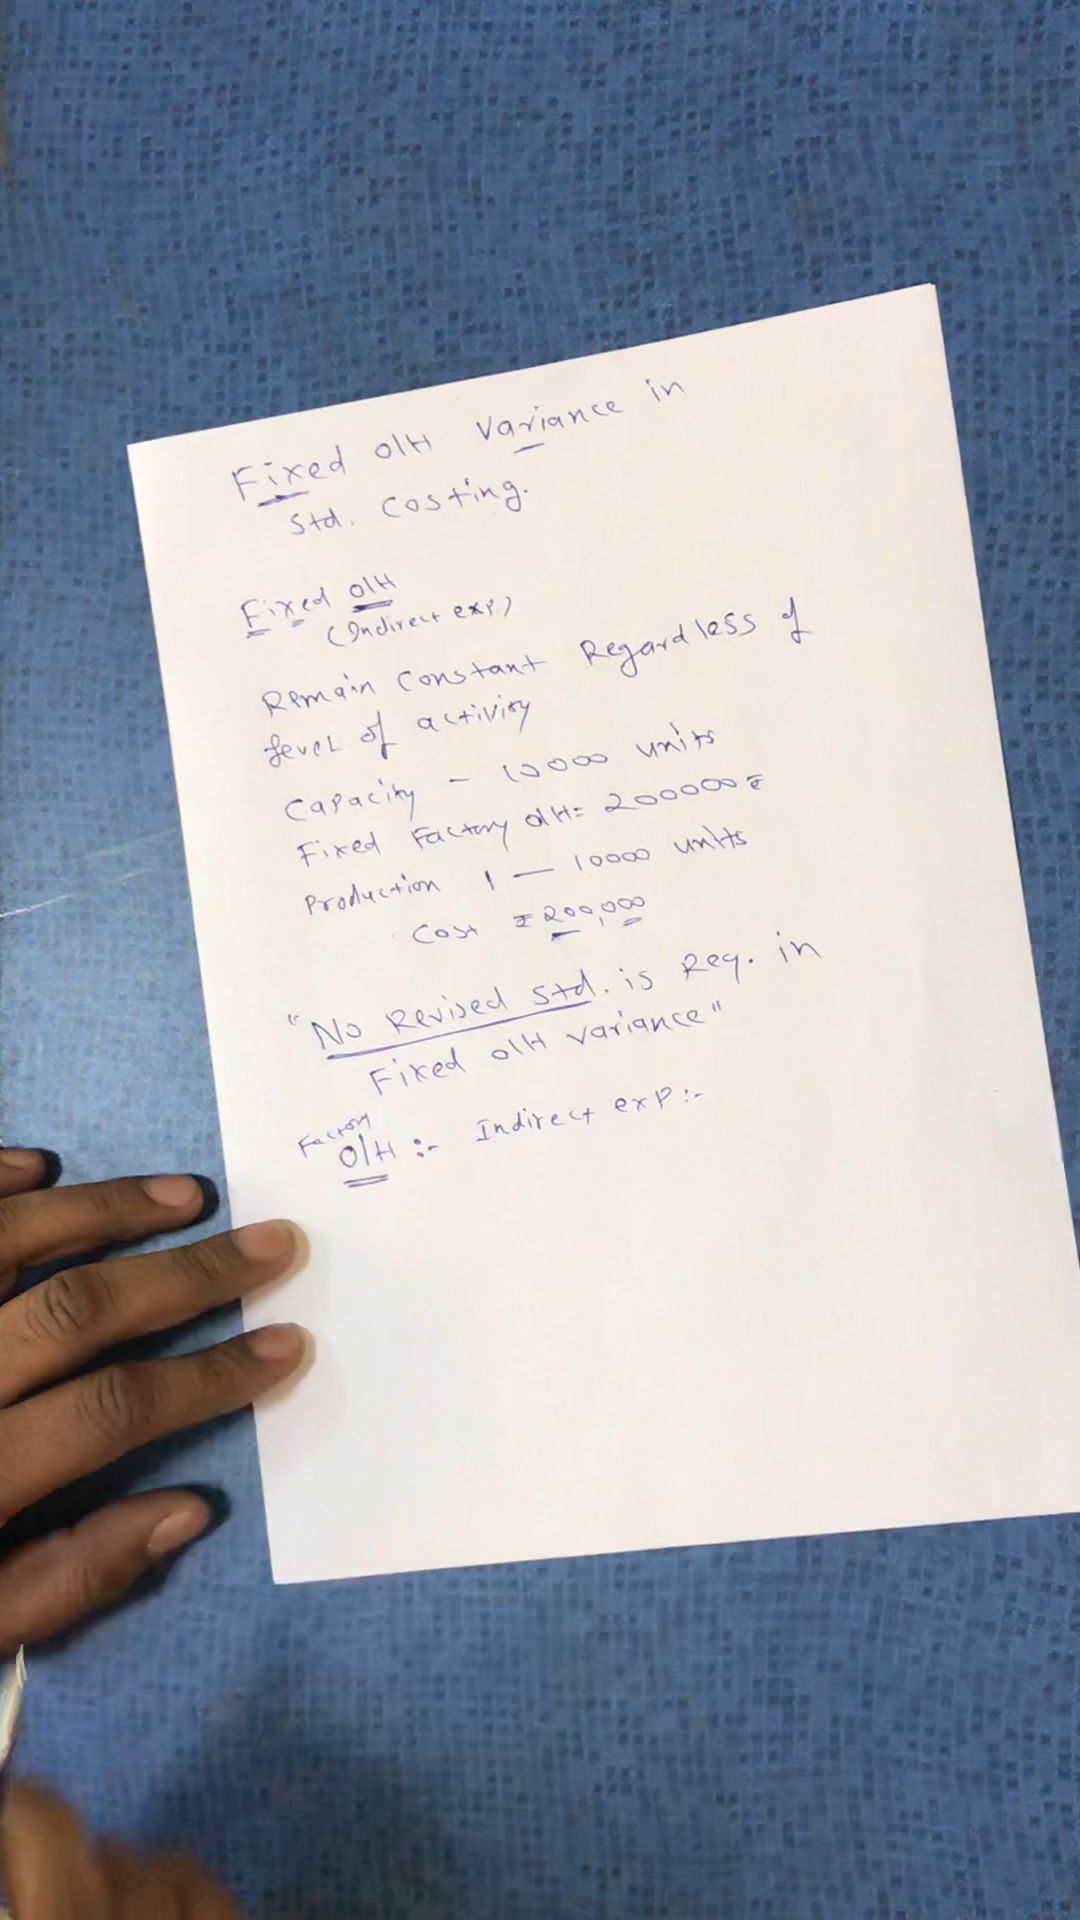 Fixed O/H Variance in
Std. Costing.
Fixed O/H
(Indirect exp.)
Remain Constant Regardless of
level of activity
Capacity - 10000 units
Fixed Factory O/H = 200000 ₹
Production 1 — 10000 units
Cost ₹ 200,000
"No Revised Std. is Req. in
Fixed O/H Variance"
Factory
O/H :- Indirect exp :-